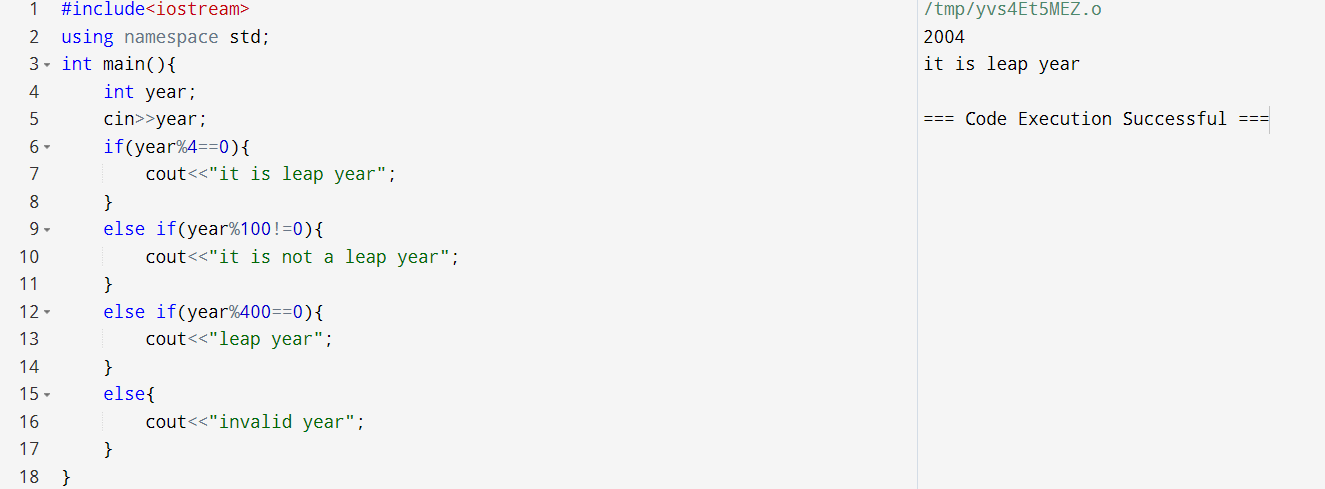 1 #include<iostream>
2 using namespace std;
3 int main(){
4 int year;
5 cin>>year;
6 if(year%4==0){
7 cout<<"it is leap year";
8 }
9 else if(year%100!=0){
10 cout<<"it is not a leap year";
11 }
12 else if(year%400==0){
13 cout<<"leap year";
14 }
15 else{
16 cout<<"invalid year";
17 }
18 }
/tmp/yvs4Et5MEZ.o
2004
it is leap year
=== Code Execution Successful ===